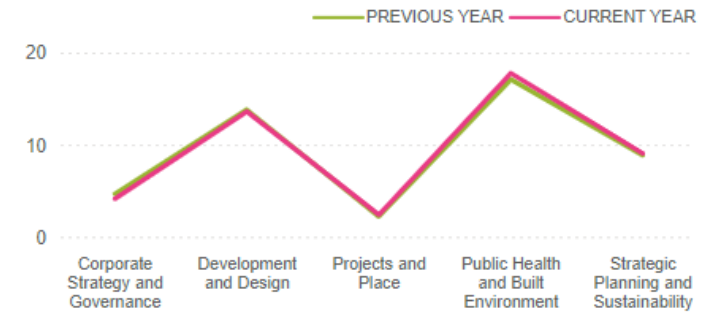 PREVIOUS YEAR
CURRENT YEAR
20
10
0
Corporate
Strategy and
Governance
Development
and Design
Projects and
Place
Public Health
and Built
Environment
Strategic
Planning and
Sustainability